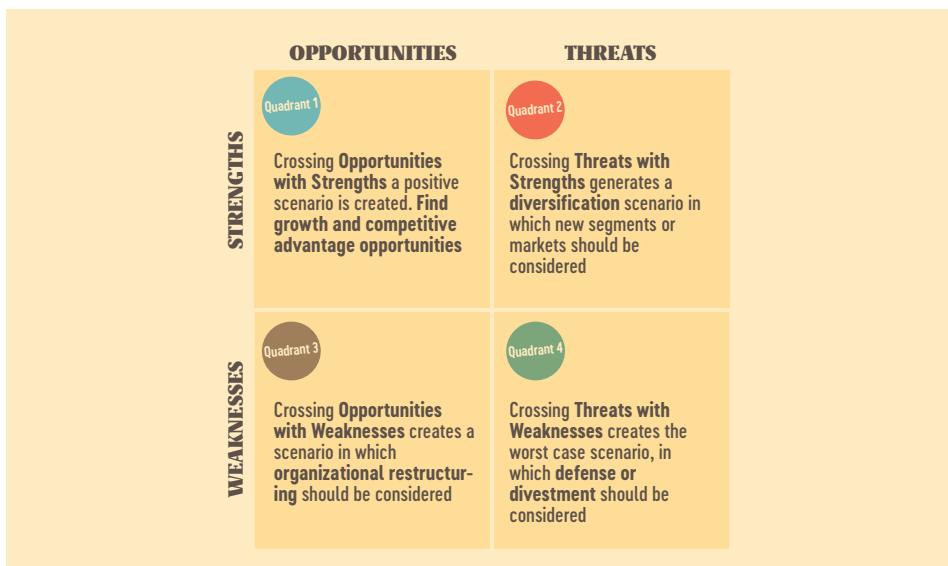 OPPORTUNITIES
THREATS
STRENGTHS
Quadrant 1
Crossing Opportunities
with Strengths a positive
scenario is created. Find
growth and competitive
advantage opportunities
Quadrant 2
Crossing Threats with
Strengths generates a
diversification scenario in
which new segments or
markets should be
considered
WEAKNESSES
Quadrant 3
Crossing Opportunities
with Weaknesses creates a
scenario in which
organizational restructur-
ing should be considered
Quadrant 4
Crossing Threats with
Weaknesses creates the
worst case scenario, in
which defense or
divestment should be
considered